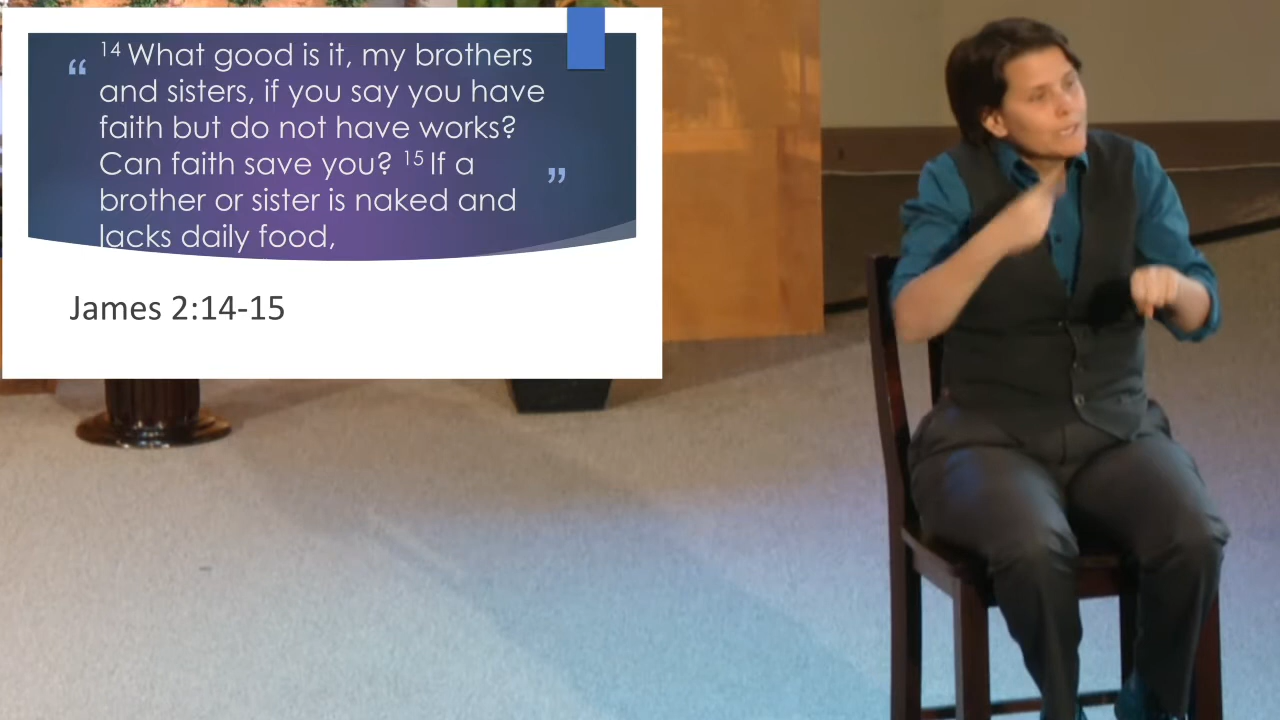 “ 14 What good is it, my brothers
and sisters, if you say you have
faith but do not have works?
Can faith save you? 15 If a
brother or sister is naked and ”
lacks daily food,
James 2:14-15